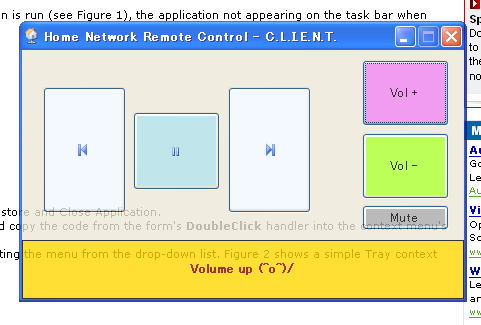 n is run (see Figure 1), the application not appearing on the task bar when
Home Network Remote Control - C.L.I.E.N.T.
Sp
Do
to
the
no
Vol +
Vol -
Mute
M
Au
Go
Le
Au
Vi
Op
Sc
ww
W
Le
an
ww
Ne
store and Close Application.
d copy the code from the form's DoubleClick handler into the context menu's
ting the menu from the drop-down list. Figure 2 shows a simple Tray context
Volume up (^o^)/